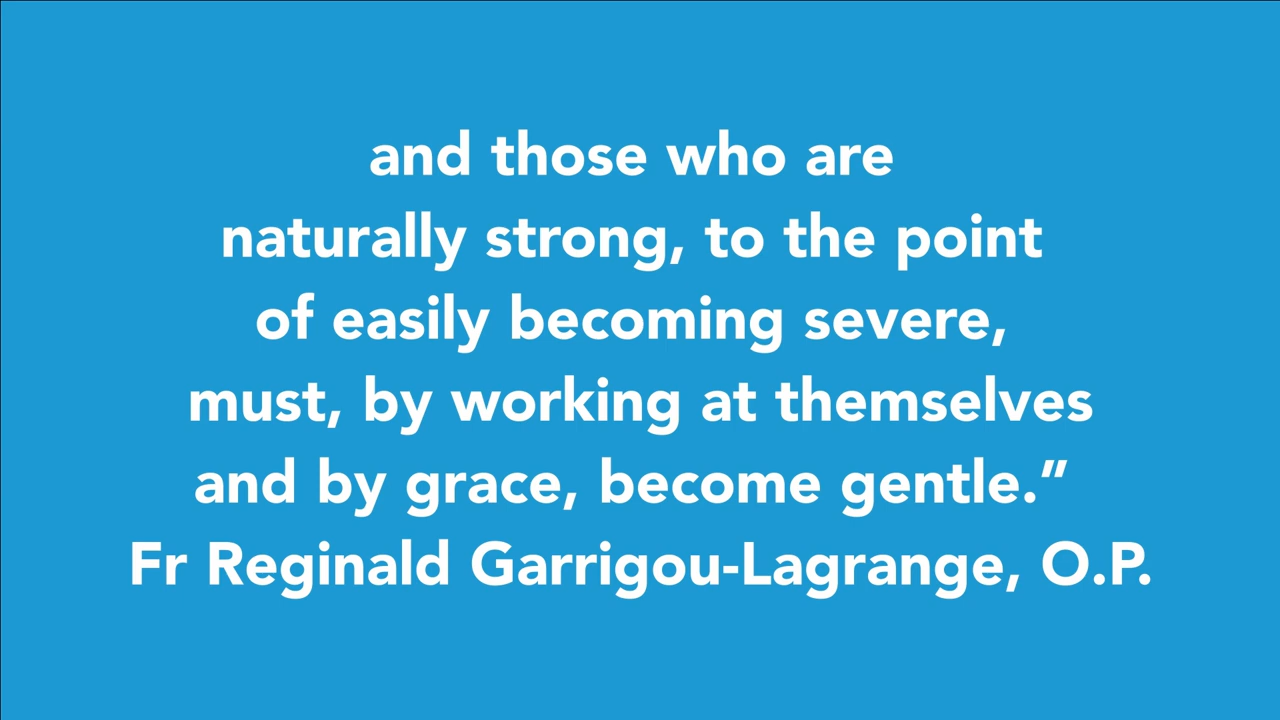 and those who are
naturally strong, to the point
of easily becoming severe,
must, by working at themselves
and by grace, become gentle.”
Fr Reginald Garrigou-Lagrange, O.P.